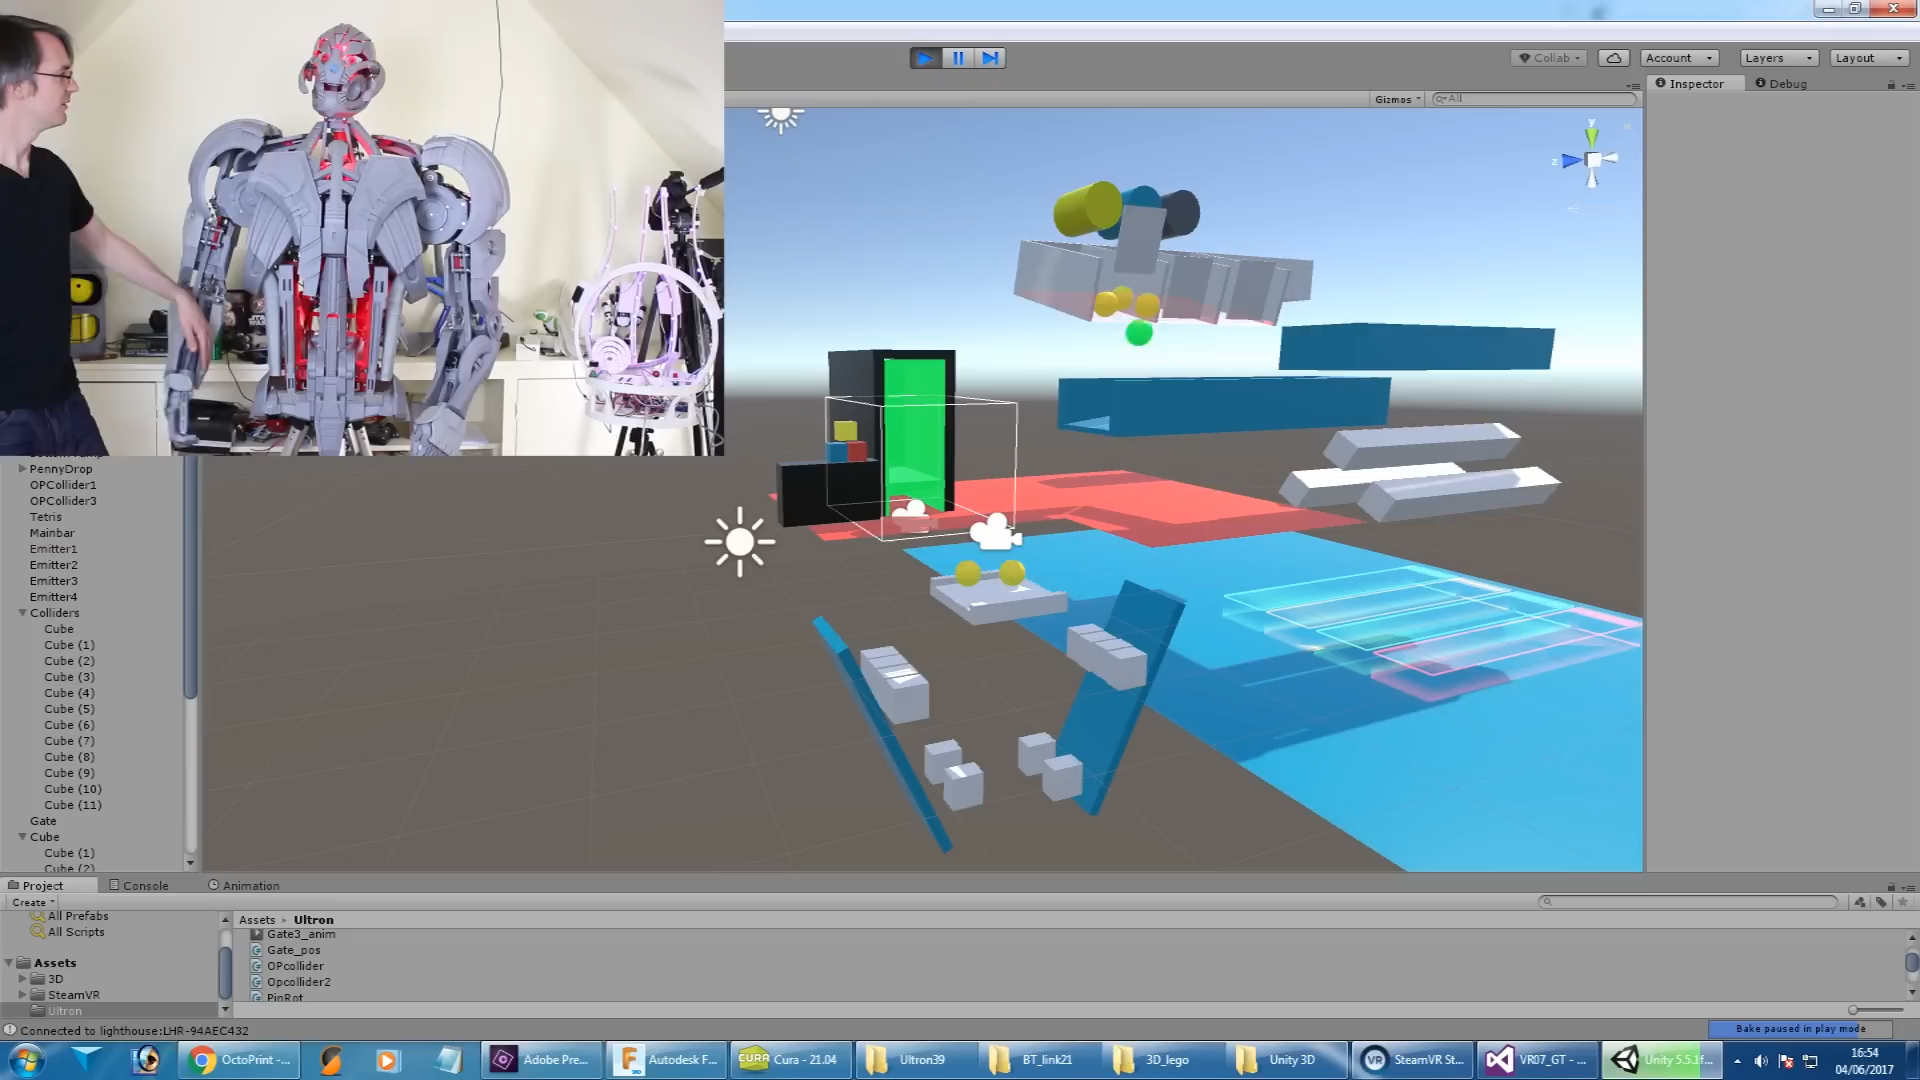 Collab
Account
Layers
Layout
Inspector
Debug
Gizmos
All
y
z
PennyDrop
OPCollider1
OPCollider3
Tetris
Mainbar
Emitter1
Emitter2
Emitter3
Emitter4
Colliders
Cube
Cube (1)
Cube (2)
Cube (3)
Cube (4)
Cube (5)
Cube (6)
Cube (7)
Cube (8)
Cube (9)
Cube (10)
Cube (11)
Gate
Cube
Cube (1)
Cube (2)
Project
Console
Animation
Create
All Prefabs
All Scripts
Assets
3D
SteamVR
Ultron
Assets Ultron
Gate3_anim
Gate_pos
OPcollider
Opcollider2
PinRot
Connected to lighthouse:LHR-94AEC432
Bake paused in play mode
OctoPrint -...
Adobe Pre...
Autodesk F...
CURA Cura - 21.04
Ultron39
BT_link21
3D_lego
Unity 3D
SteamVR St...
VR07_GT - ...
Unity 5.5.1f...
16:54
04/06/2017